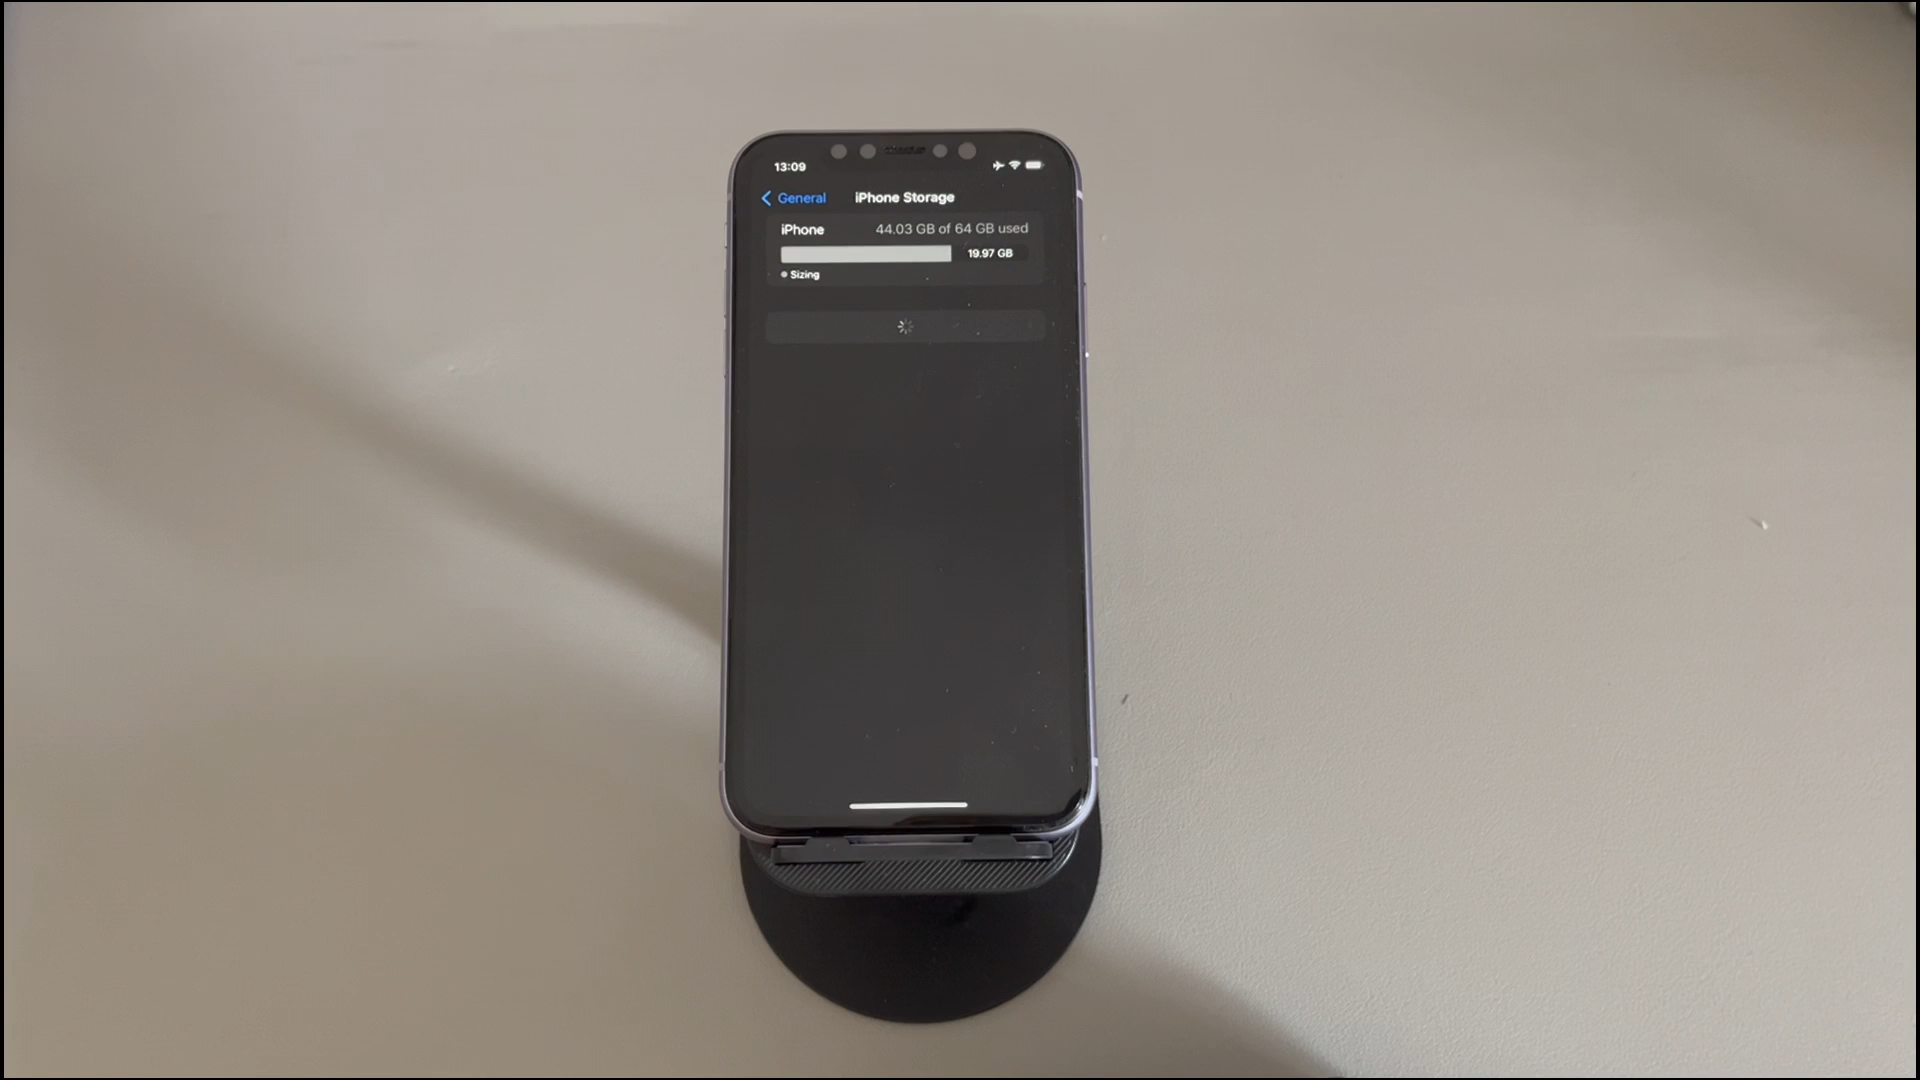 13:09
General iPhone Storage
iPhone 44.03 GB of 64 GB used
19.97 GB
Sizing